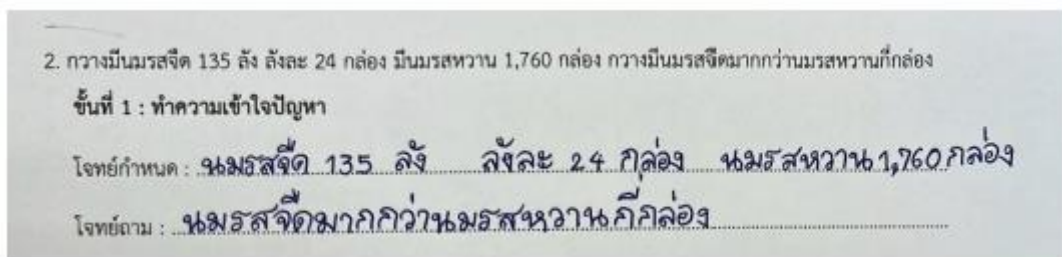 2. กวางมีนมรสจืด 135 ลัง ลังละ 24 กล่อง มีนมรสหวาน 1,760 กล่อง กวางมีนมรสจืดมากกว่านมรสหวานกี่กล่อง
ขั้นที่ 1 : ทำความเข้าใจปัญหา
โจทย์กำหนด : นมรสจืด 135 ลัง ลังละ 24 กล่อง นมรสหวาน 1,760 กล่อง
โจทย์ถาม : นมรสจืดมากกว่านมรสหวานกี่กล่อง